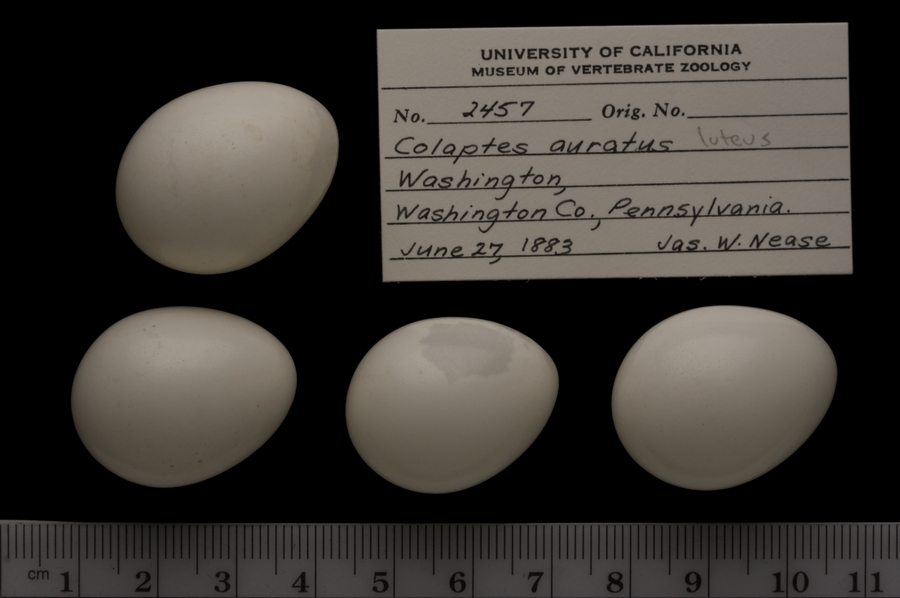 UNIVERSITY OF CALIFORNIA
MUSEUM OF VERTEBRATE ZOOLOGY
No. 2457 Orig. No.
Colaptes auratus luteus
Washington,
Washington Co., Pennsylvania.
June 27, 1883 Jas. W. Nease
cm 1 2 3 4 5 6 7 8 9 10 11